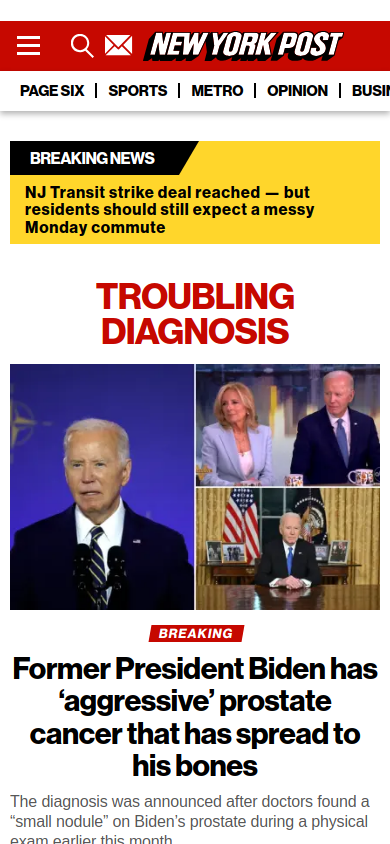 NEW YORK POST
PAGE SIX | SPORTS | METRO | OPINION | BUSIN
BREAKING NEWS
NJ Transit strike deal reached — but
residents should still expect a messy
Monday commute
TROUBLING
DIAGNOSIS
BREAKING
Former President Biden has
‘aggressive’ prostate
cancer that has spread to
his bones
The diagnosis was announced after doctors found a
“small nodule” on Biden’s prostate during a physical
exam earlier this month